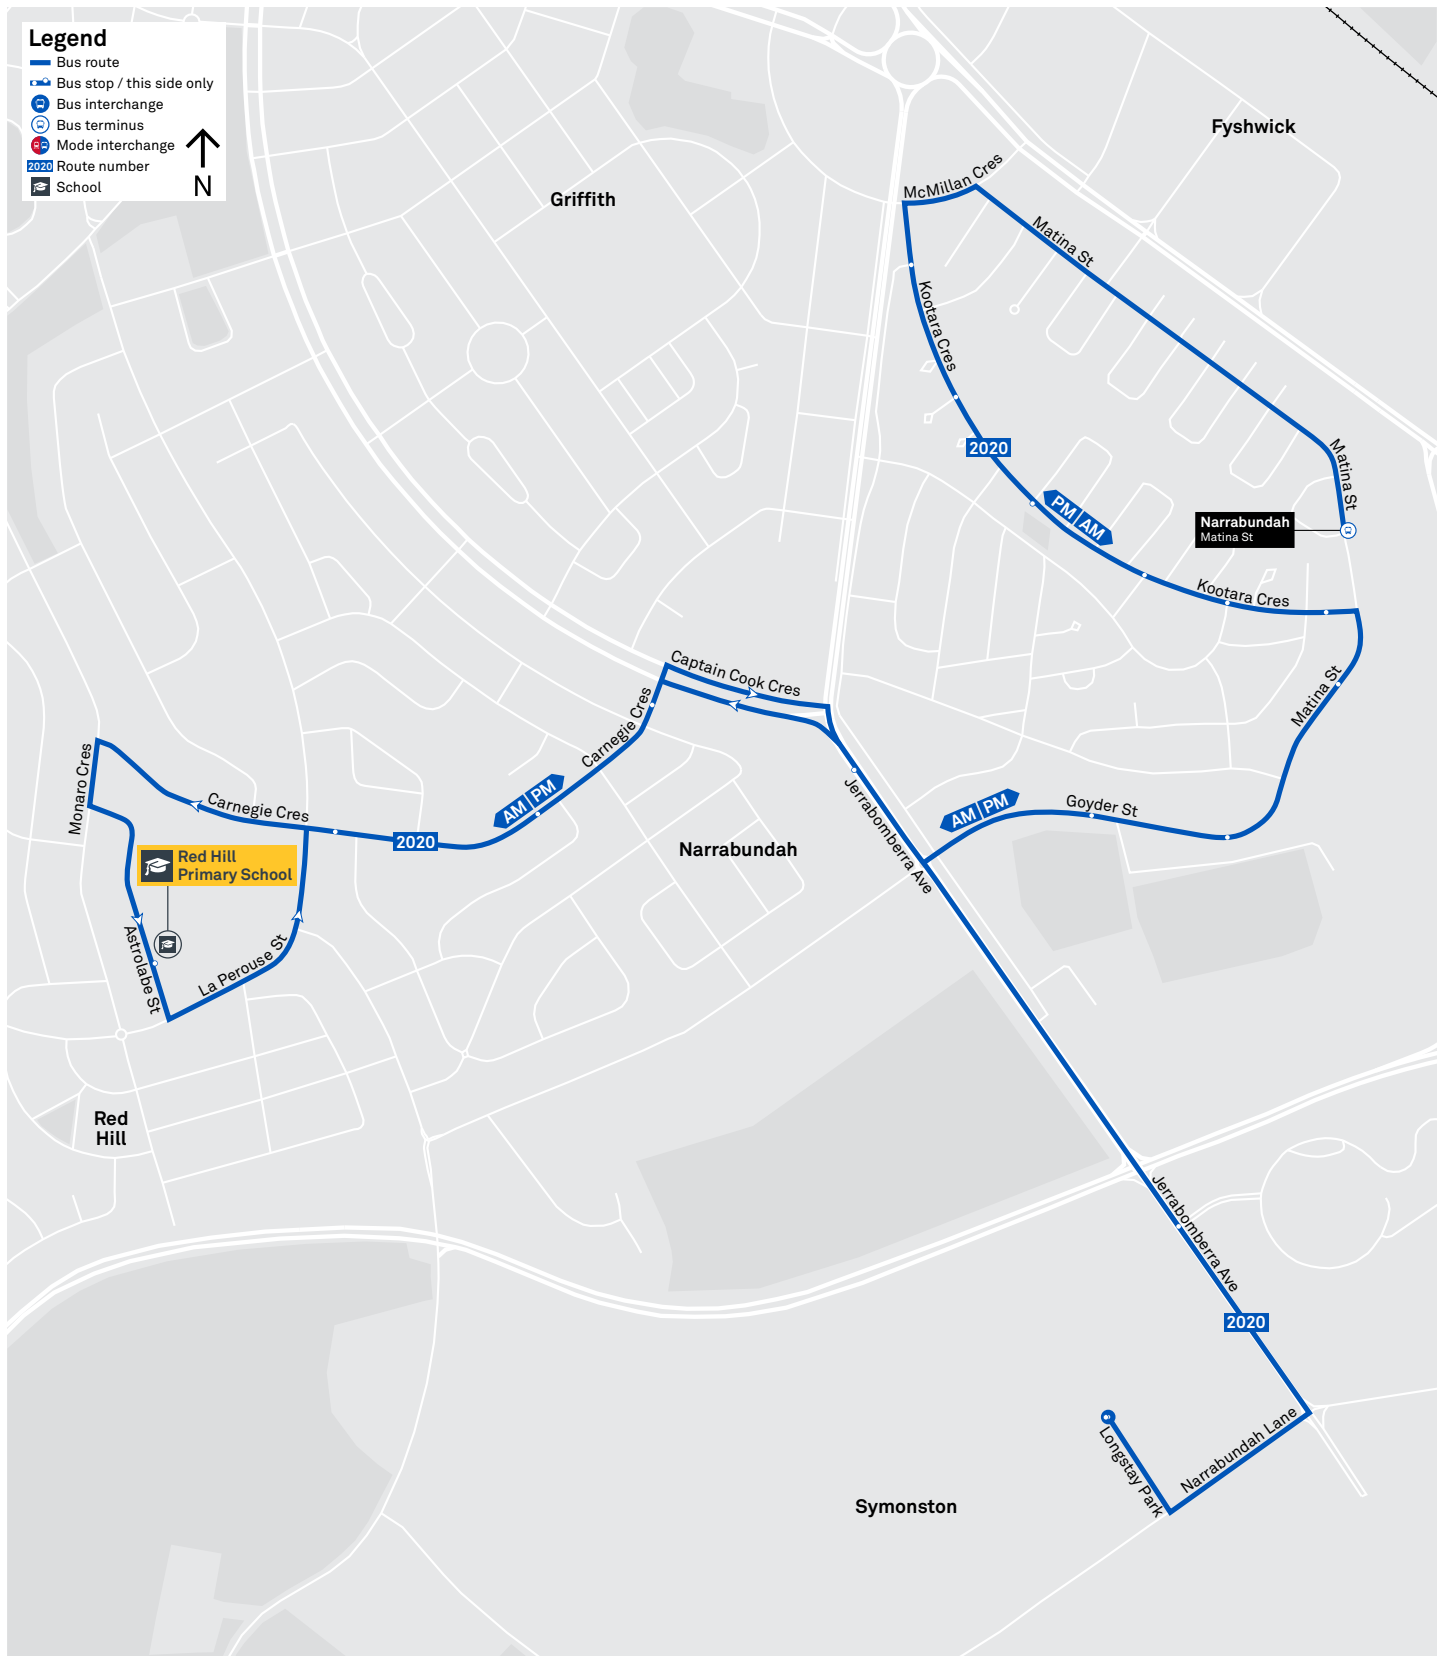 Legend
Bus route
Bus stop / this side only
Bus interchange
Bus terminus
Mode interchange
2020 Route number
School
N
Fyshwick
Griffith
McMillan Cres
Matina St
Kootara Cres
2020
Matina St
PM AM
Narrabundah
Matina St
Kootara Cres
Captain Cook Cres
Matina St
Carnegie Cres
Monaro Cres
AM PM
Carnegie Cres
2020
Jerrabomberra Ave
AM PM
Goyder St
Narrabundah
Red Hill
Primary School
Astrolabe St
La Perouse St
Red
Hill
Jerrabomberra Ave
2020
Longstay Park
Narrabundah Lane
Symonston